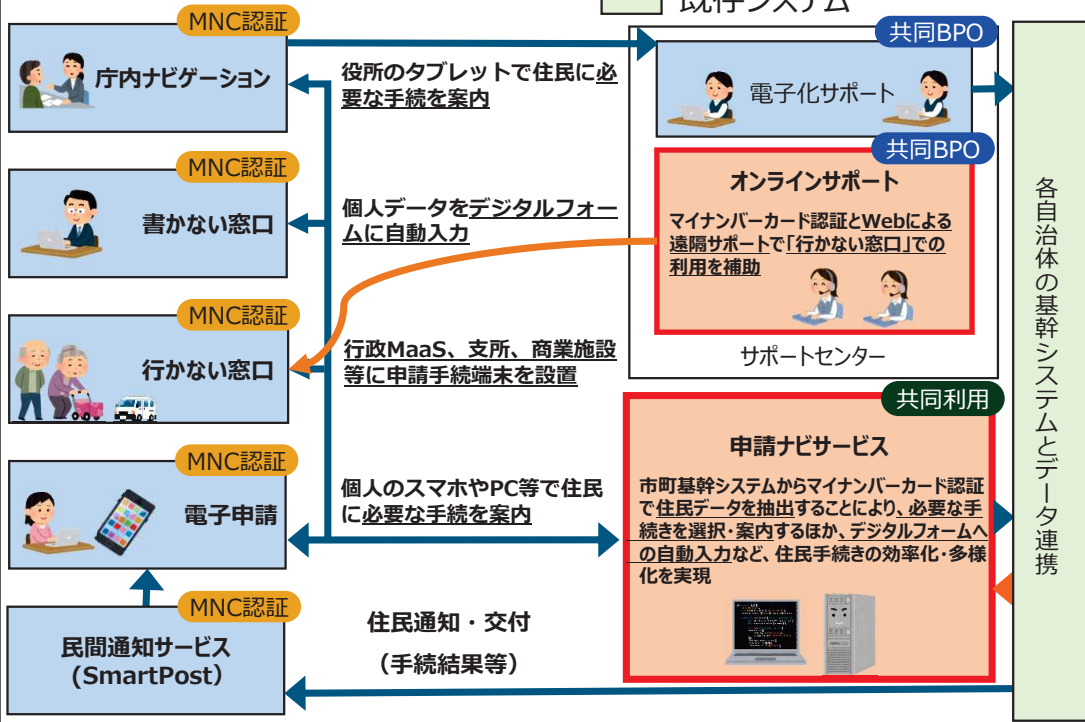 既存システム
MNC認証
庁内ナビゲーション
役所のタブレットで住民に必
要な手続を案内
共同BPO
電子化サポート
MNC認証
書かない窓口
個人データをデジタルフォー
ムに自動入力
共同BPO
オンラインサポート
マイナンバーカード認証とWebによる
遠隔サポートで「行かない窓口」での
利用を補助
サポートセンター
MNC認証
行かない窓口
行政MaaS、支所、商業施設
等に申請手続端末を設置
MNC認証
電子申請
個人のスマホやPC等で住民
に必要な手続を案内
共同利用
申請ナビサービス
市町基幹システムからマイナンバーカード認証
で住民データを抽出することにより、必要な手
続きを選択・案内するほか、デジタルフォームへ
の自動入力など、住民手続きの効率化・多様
化を実現
MNC認証
民間通知サービス
(SmartPost)
住民通知・交付
(手続結果等)
各自治体の基幹システムとデータ連携